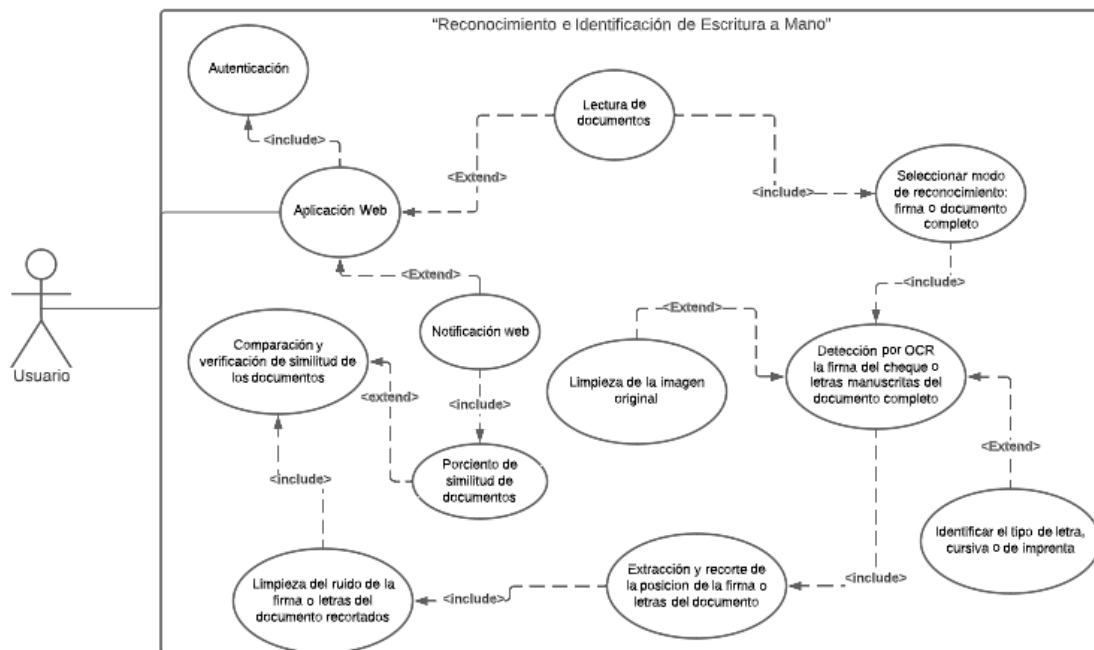 "Reconocimiento e Identificación de Escritura a Mano"
Autenticación
Lectura de
documentos
<include>
<Extend>
Seleccionar modo
de reconocimiento:
firma o documento
completo
<include>
Aplicación Web
<Extend>
<include>
Notificación web
<Extend>
Comparación y
verificación de similitud de
los documentos
Detección por OCR
la firma del cheque o
letras manuscritas del
documento completo
Usuario
Limpieza de la imagen
original
<include>
<extend>
<Extend>
Porciento de
similitud de
documentos
<include>
Identificar el tipo de letra,
cursiva o de imprenta
Limpieza del ruido de la
firma o letras del
documento recortados
Extracción y recorte de
la posicion de la firma o
letras del documento
<include>
<include>